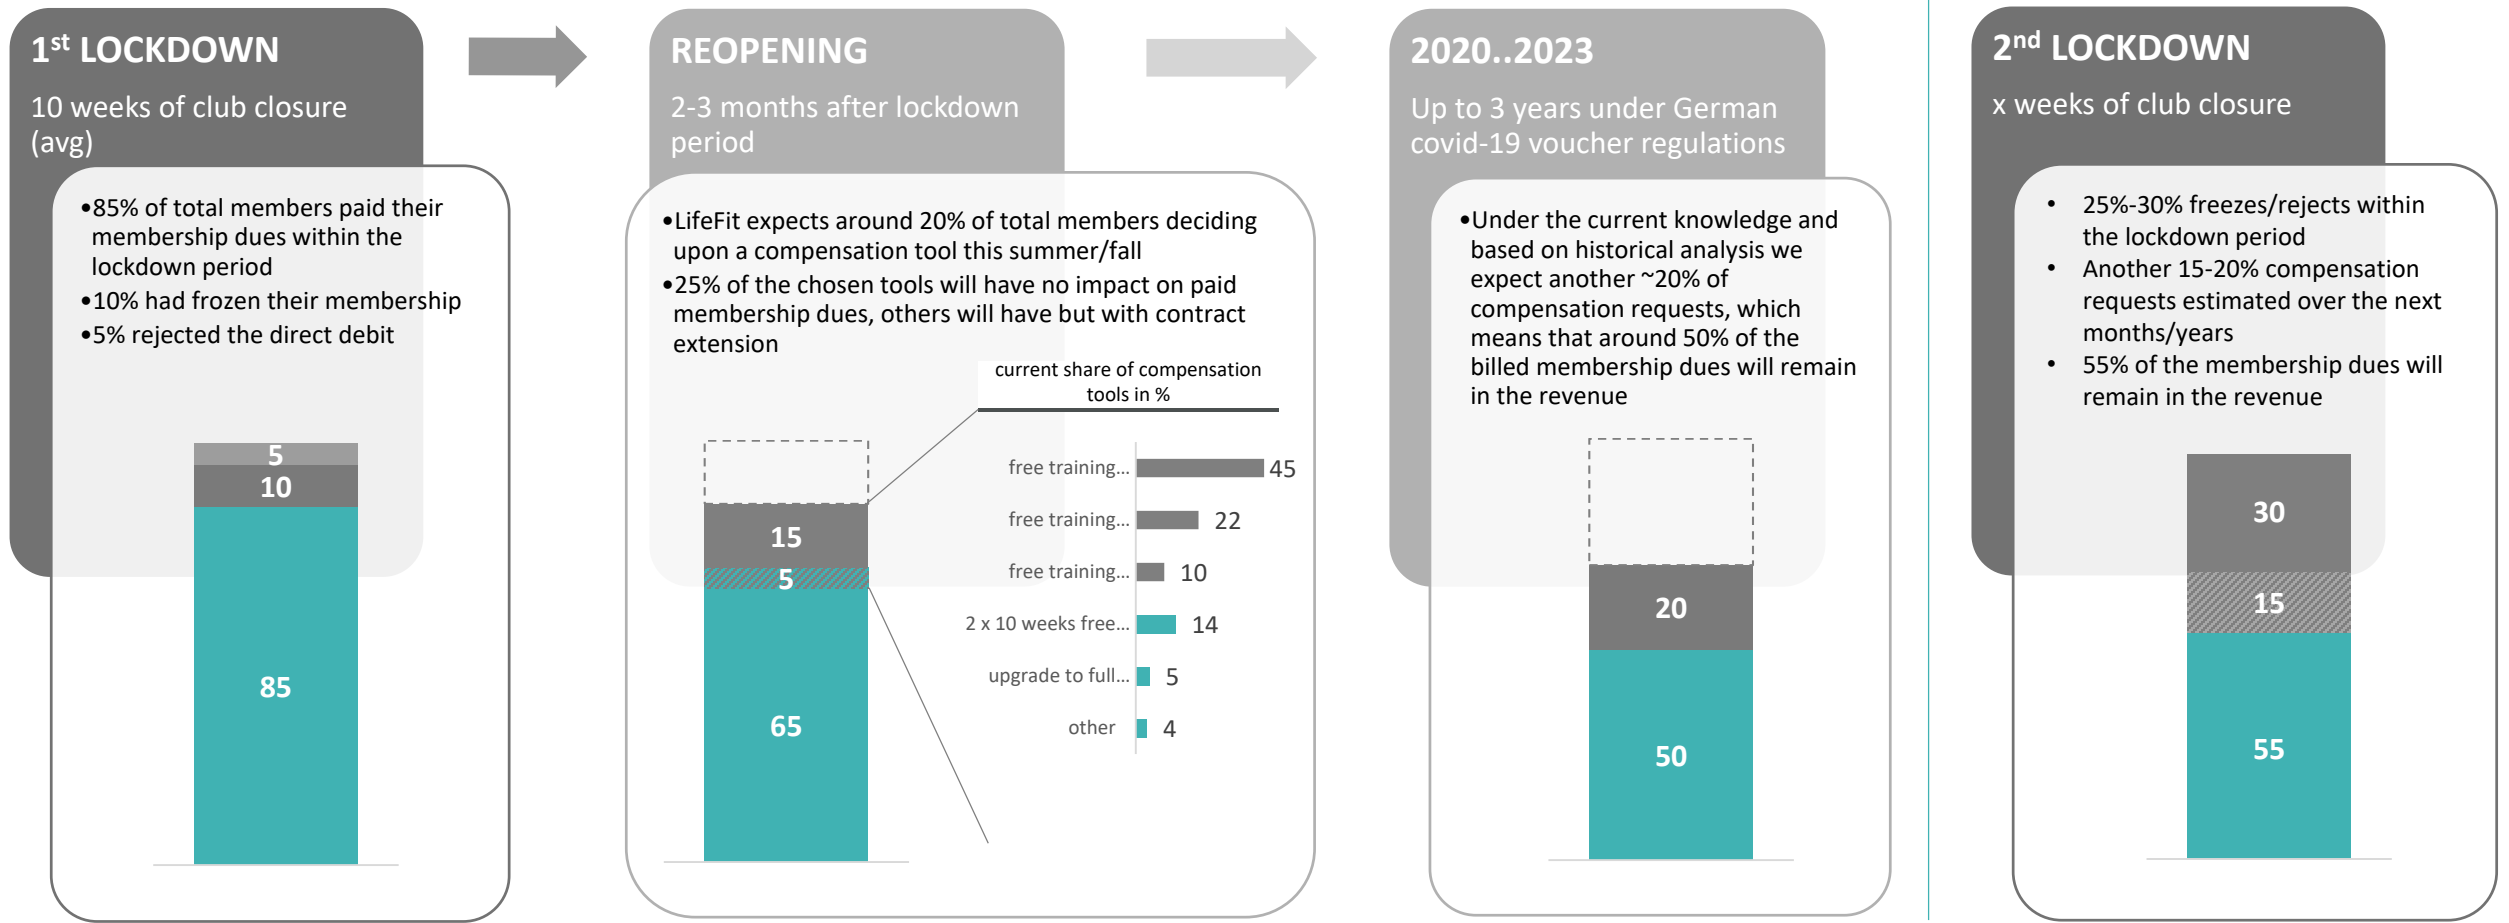 1st LOCKDOWN
10 weeks of club closure
(avg)
•85% of total members paid their
membership dues within the
lockdown period
•10% had frozen their membership
•5% rejected the direct debit
5
10
85
REOPENING
2-3 months after lockdown
period
•LifeFit expects around 20% of total members deciding
upon a compensation tool this summer/fall
•25% of the chosen tools will have no impact on paid
membership dues, others will have but with contract
extension
current share of compensation
tools in %
15
5
65
free training... 45
free training... 22
free training... 10
2 x 10 weeks free... 14
upgrade to full... 5
other 4
2020..2023
Up to 3 years under German
covid-19 voucher regulations
•Under the current knowledge and
based on historical analysis we
expect another ~20% of
compensation requests, which
means that around 50% of the
billed membership dues will remain
in the revenue
20
50
2nd LOCKDOWN
x weeks of club closure
• 25%-30% freezes/rejects within
the lockdown period
• Another 15-20% compensation
requests estimated over the next
months/years
• 55% of the membership dues will
remain in the revenue
30
15
55